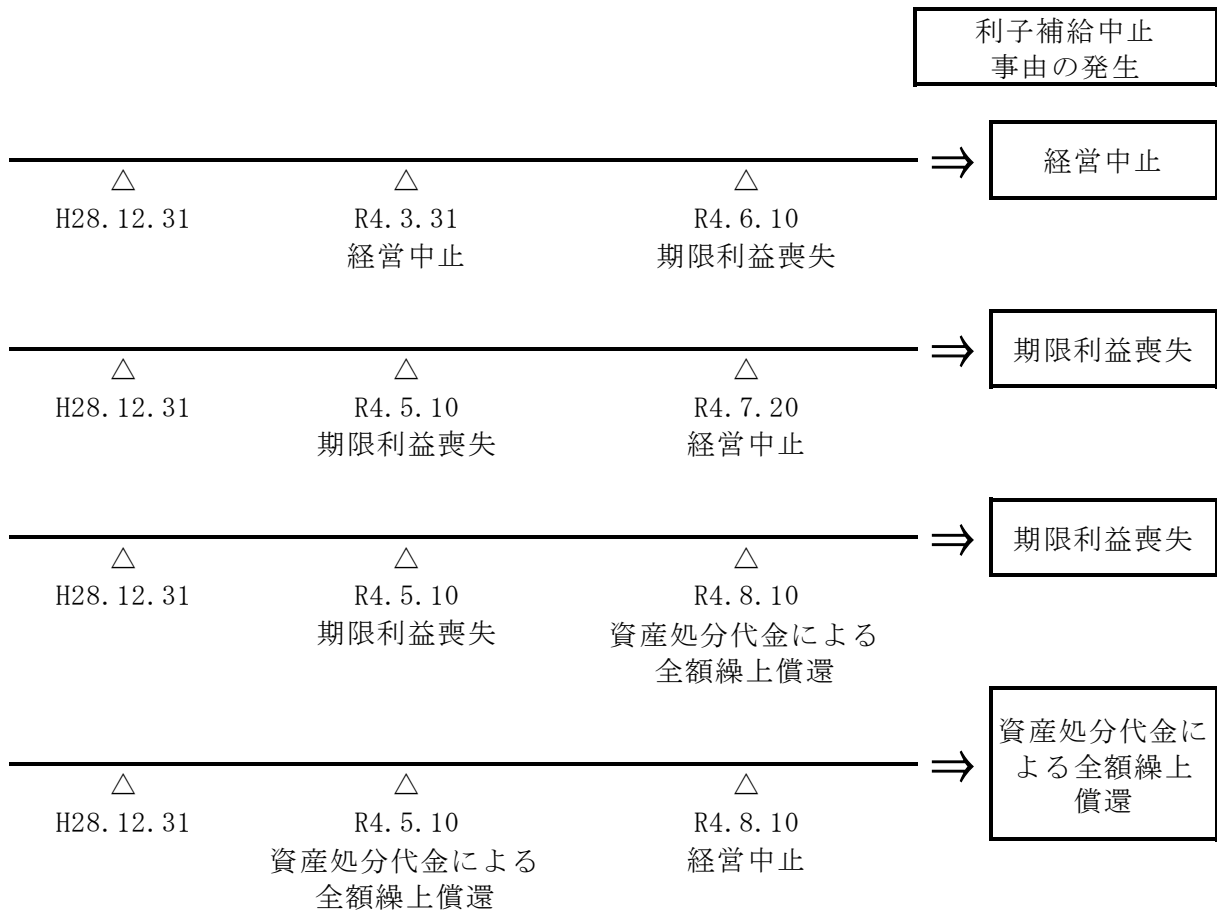 利子補給中止
事由の発生
⇒ 経営中止
△ △ △
H28.12.31 R4.3.31 R4.6.10
経営中止 期限利益喪失
⇒ 期限利益喪失
△ △ △
H28.12.31 R4.5.10 R4.7.20
期限利益喪失 経営中止
⇒ 期限利益喪失
△ △ △
H28.12.31 R4.5.10 R4.8.10
期限利益喪失 資産処分代金による
全額繰上償還
資産処分代金に
⇒ よる全額繰上
償還
△ △ △
H28.12.31 R4.5.10 R4.8.10
資産処分代金による 経営中止
全額繰上償還